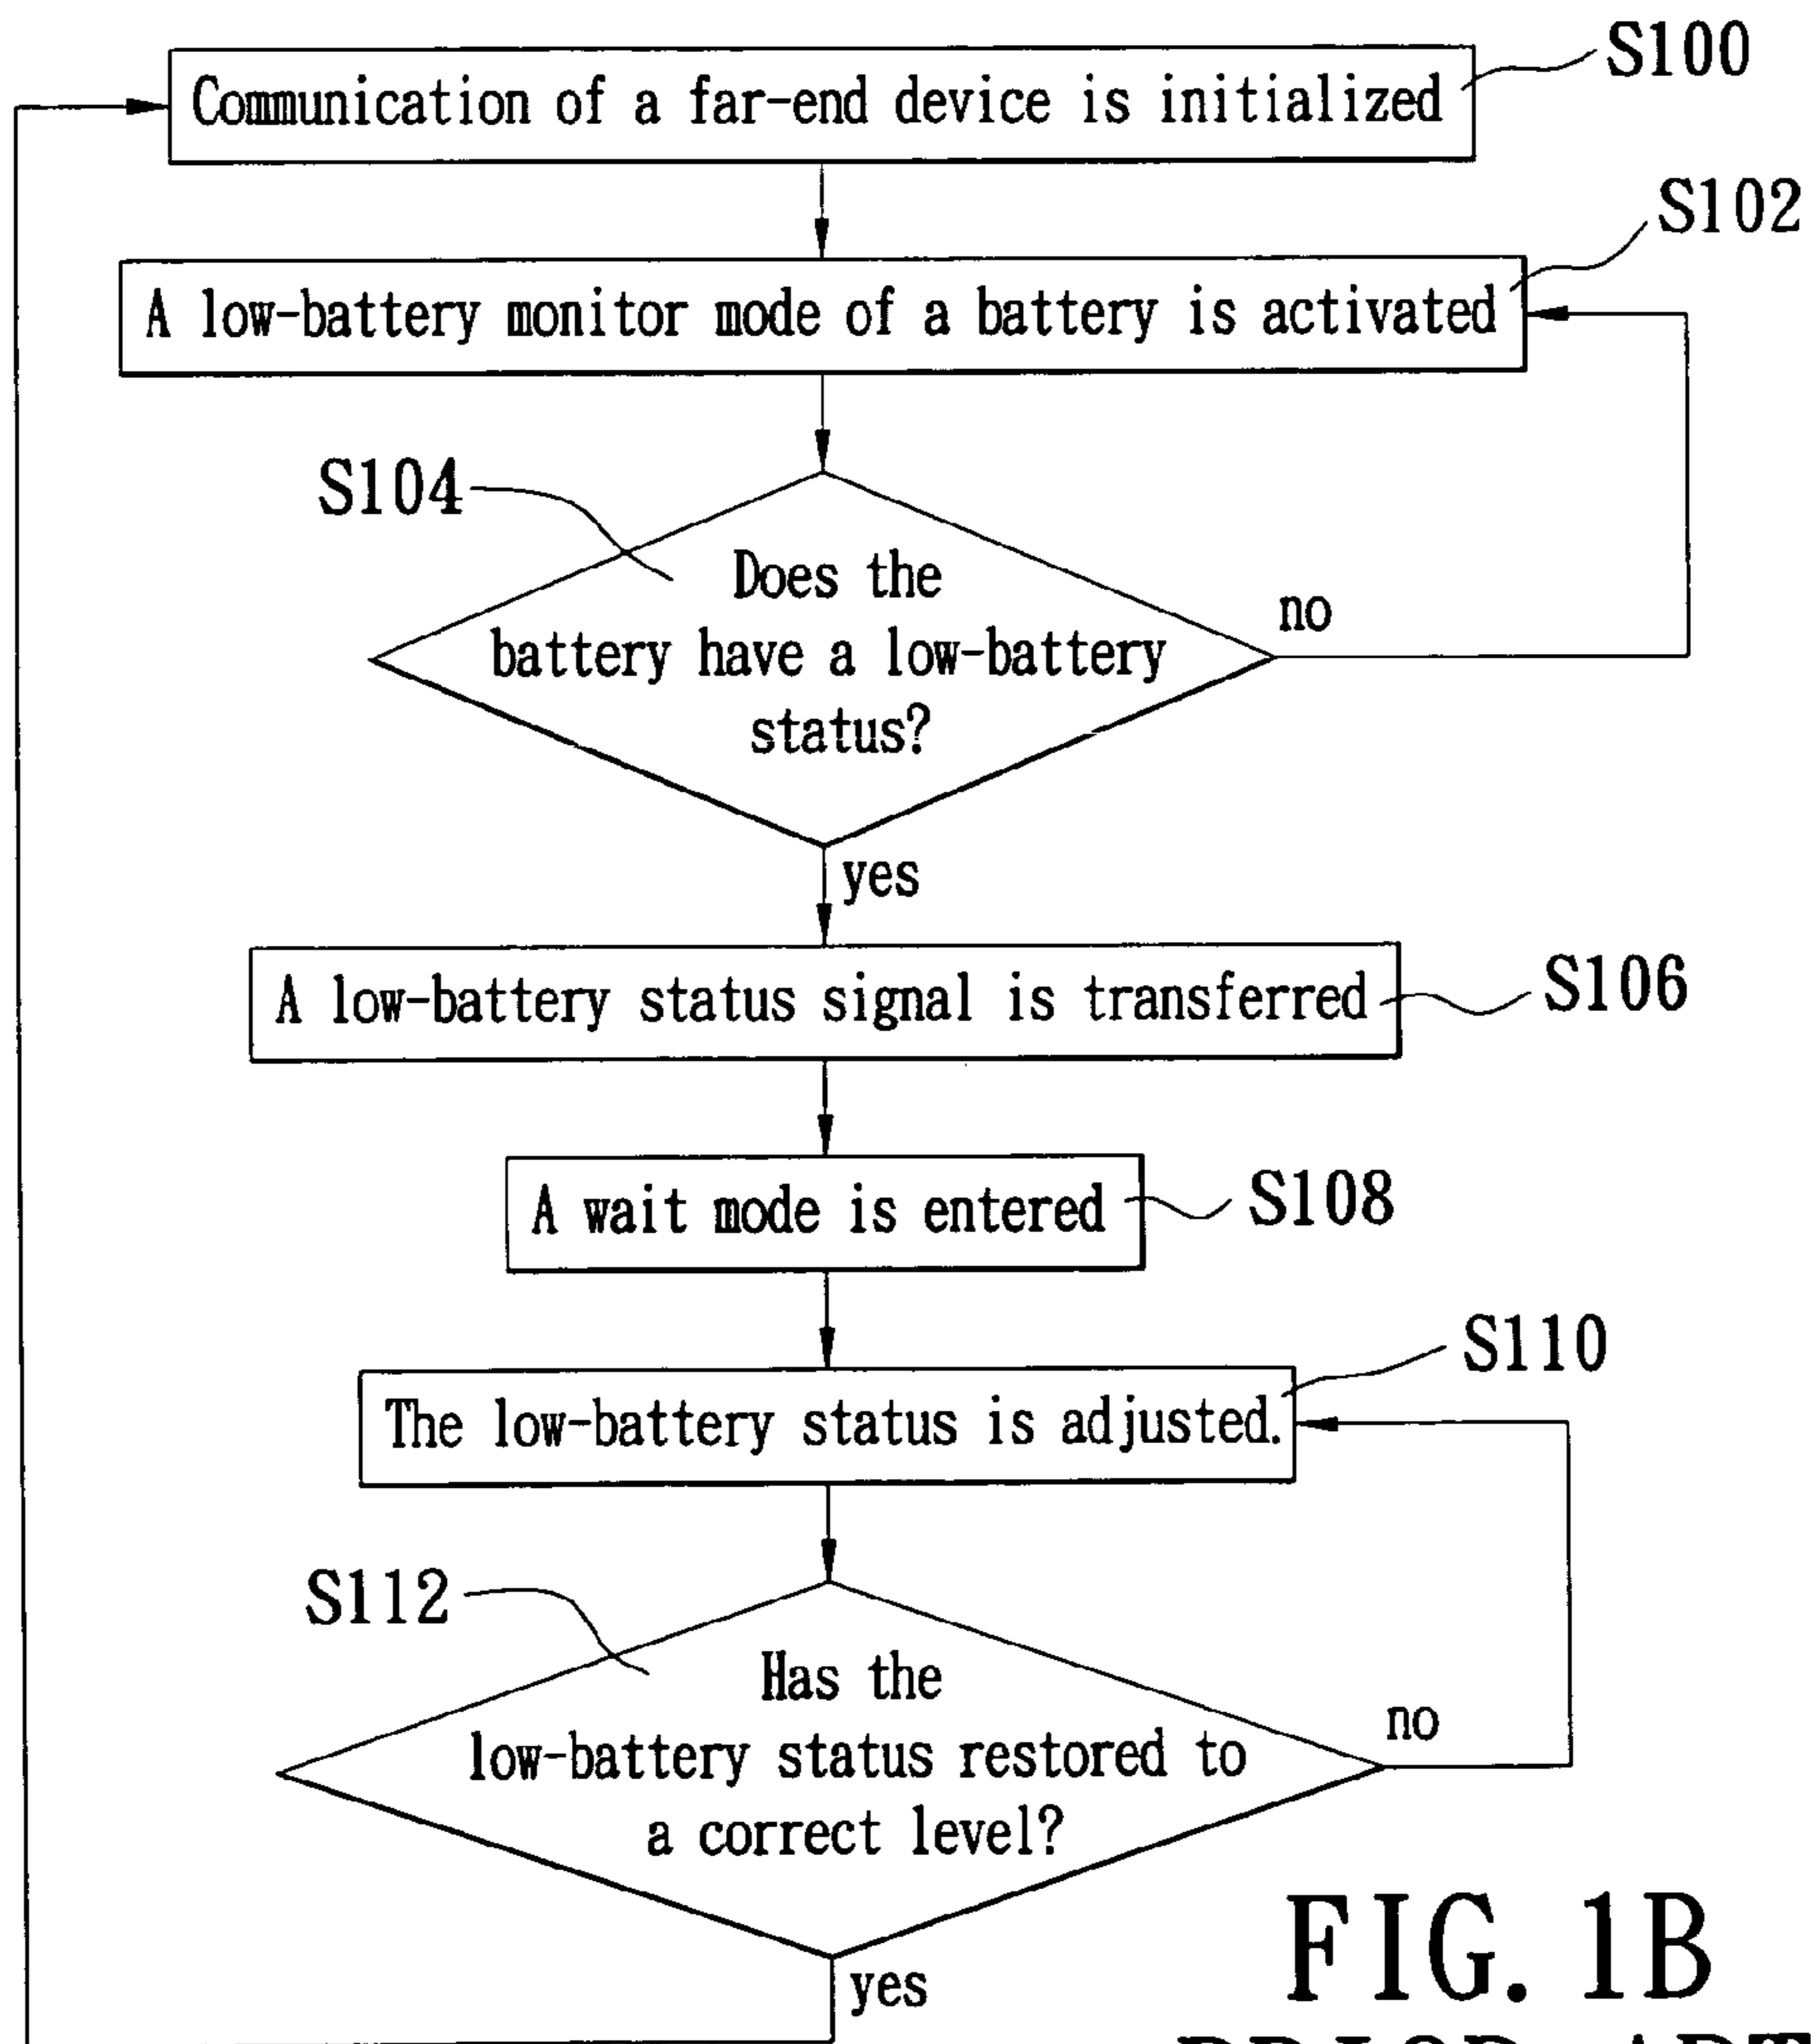 S100
Communication of a far-end device is initialized
S102
A low-battery monitor mode of a battery is activated
S104
Does the
battery have a low-battery
status?
no
yes
A low-battery status signal is transferred
S106
A wait mode is entered
S108
S110
The low-battery status is adjusted.
S112
Has the
low-battery status restored to
a correct level?
no
yes
FIG. 1B
PRIOR ART